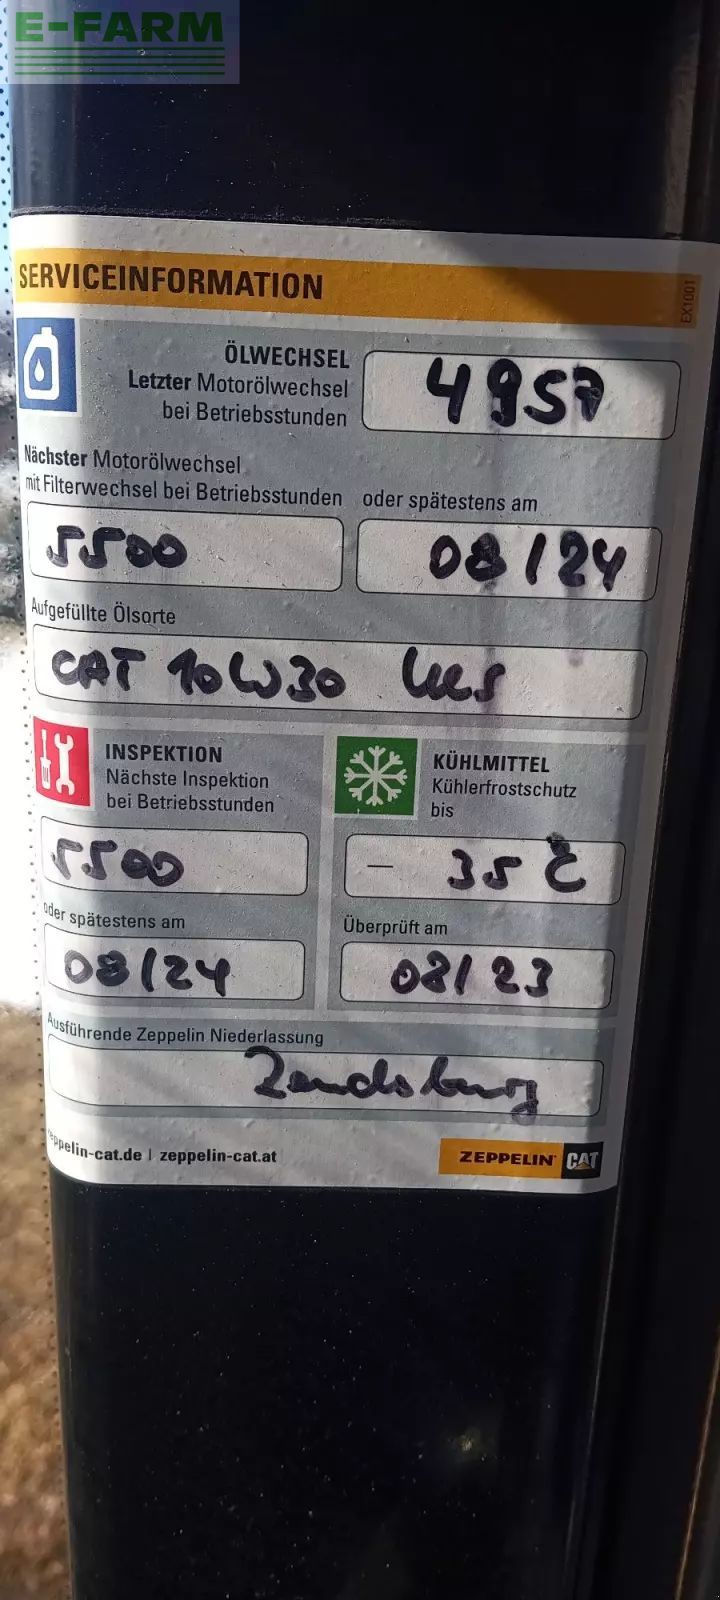 E-FARM
SERVICEINFORMATION
EX1001
ÖLWECHSEL
Letzter Motorölwechsel
bei Betriebsstunden
4957
Nächster Motorölwechsel
mit Filterwechsel bei Betriebsstunden
5500
oder spätestens am
08/24
Aufgefüllte Ölsorte
CAT 10W30
INSPEKTION
Nächste Inspektion
bei Betriebsstunden
5500
oder spätestens am
08/24
KÜHLMITTEL
Kühlerfrostschutz
bis
- 35 °C
Überprüft am
08/23
Ausführende Zeppelin Niederlassung
zeppelin-cat.de | zeppelin-cat.at
ZEPPELIN CAT